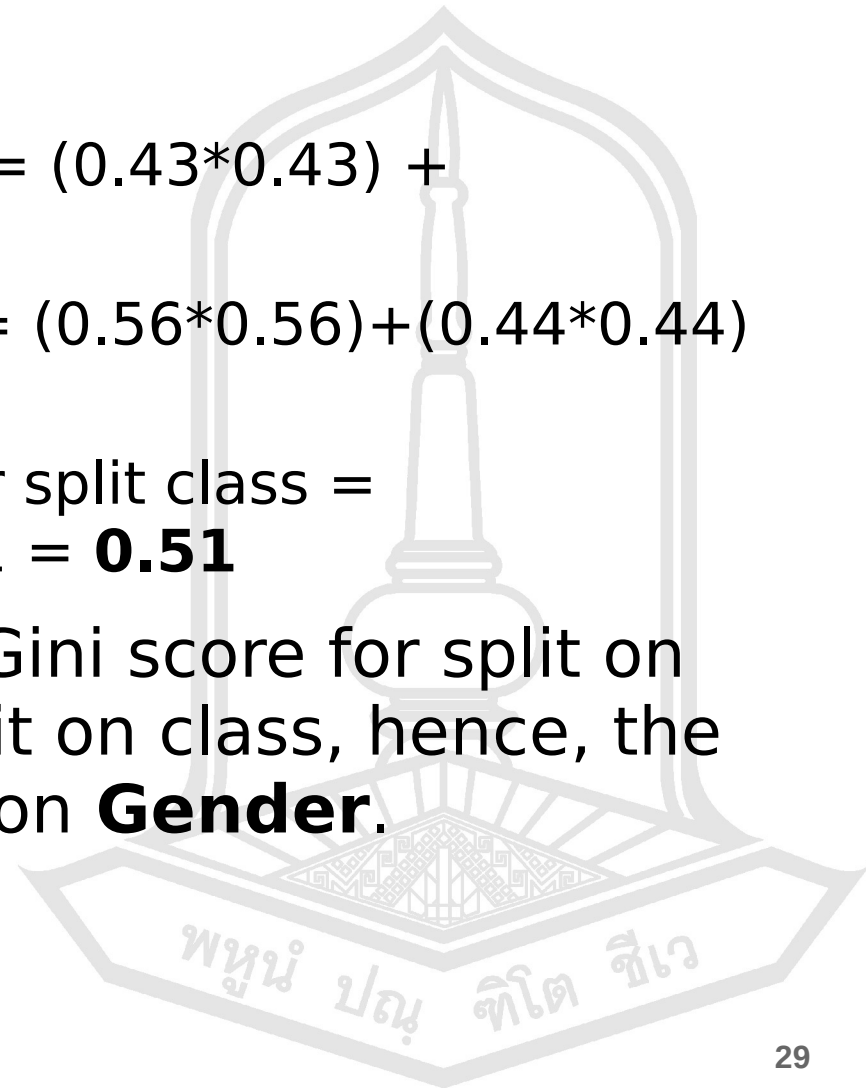 = (0.43*0.43) +
= (0.56*0.56)+(0.44*0.44)
split class =
= 0.51
Gini score for split on
it on class, hence, the
on Gender.
พหูนํ ปณฺฑิโต ชีเว
29